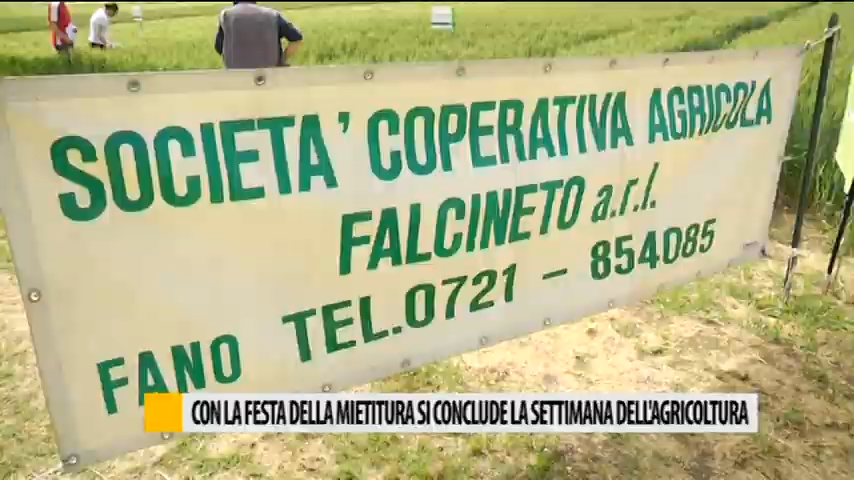 SOCIETA' COPERATIVA AGRICOLA
FALCINETO a.r.l.
FANO TEL.0721 - 854085
CON LA FESTA DELLA MIETITURA SI CONCLUDE LA SETTIMANA DELL'AGRICOLTURA